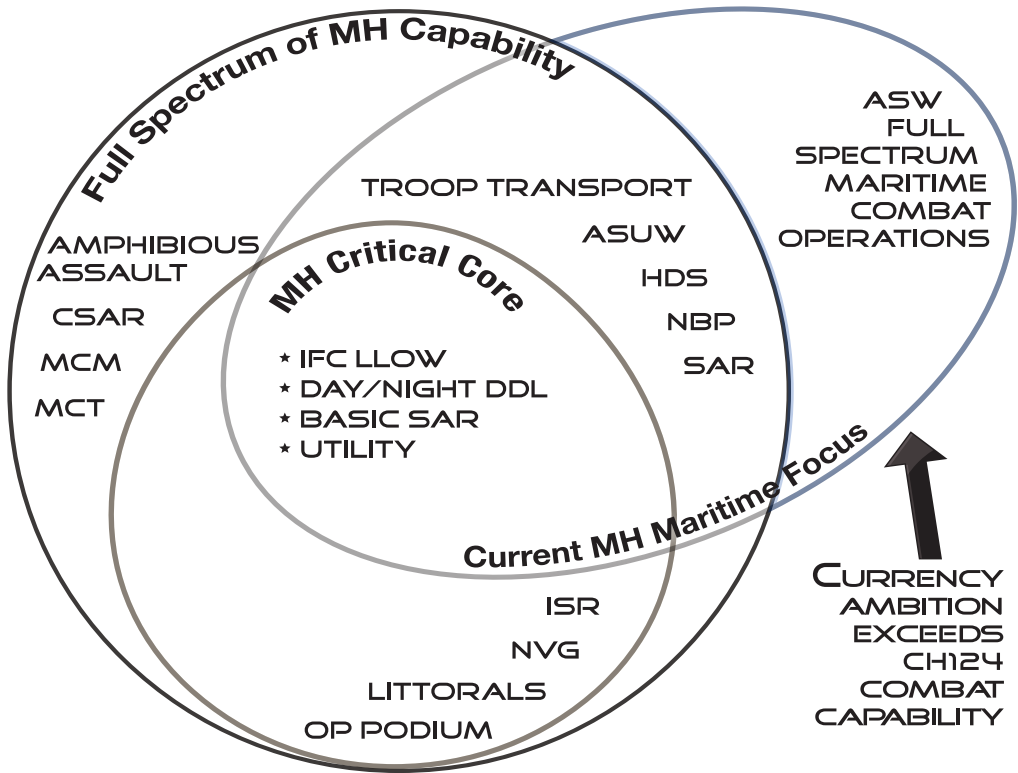 Full Spectrum of MH Capability
ASW
FULL
SPECTRUM
MARITIME
COMBAT
OPERATIONS
TROOP TRANSPORT
ASUW
HDS
NBP
SAR
AMPHIBIOUS
ASSAULT
CSAR
MCM
MCT
MH Critical Core
★ IFC LLOW
★ DAY/NIGHT DDL
★ BASIC SAR
★ UTILITY
Current MH Maritime Focus
ISR
NVG
LITTORALS
OP PODIUM
CURRENCY
AMBITION
EXCEEDS
CH124
COMBAT
CAPABILITY